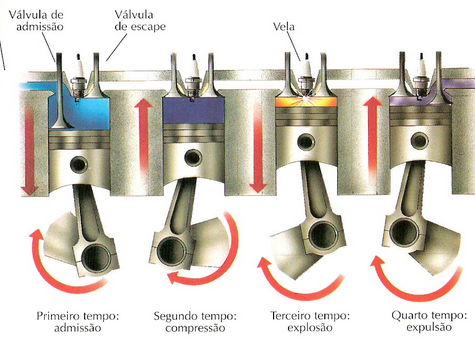 Válvula de
admissão
Válvula
de escape
Vela
Primeiro tempo:
admissão
Segundo tempo:
compressão
Terceiro tempo:
explosão
Quarto tempo:
expulsão